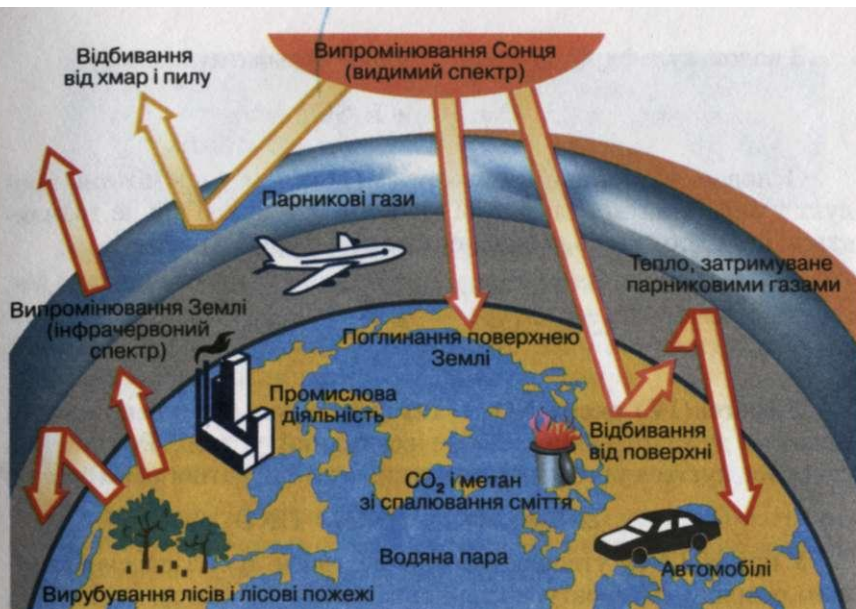 Відбивання
від хмар і пилу
Випромінювання Сонця
(видимий спектр)
Парникові гази
Тепло, затримуване
парниковими газами
Випромінювання Землі
(інфрачервоний
спектр)
Поглинання поверхнею
Землі
Промислова
діяльність
Відбивання
від поверхні
CO₂ і метан
зі спалювання сміття
Водяна пара
Автомобілі
Вирубування лісів і лісові пожежі